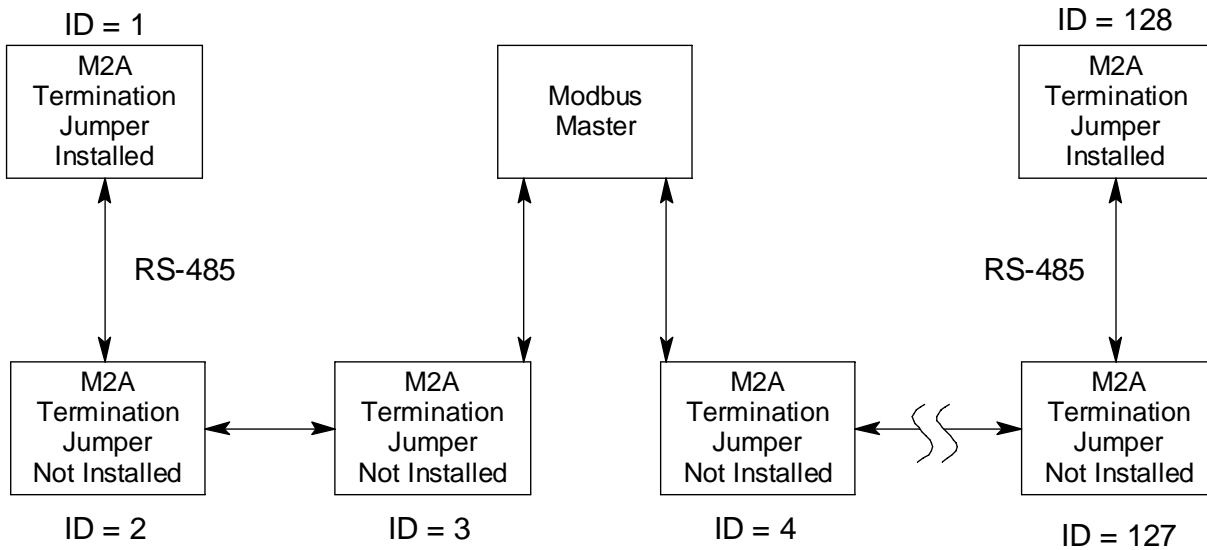 ID = 1
M2A
Termination
Jumper
Installed
Modbus
Master
ID = 128
M2A
Termination
Jumper
Installed
RS-485
RS-485
M2A
Termination
Jumper
Not Installed
ID = 2
M2A
Termination
Jumper
Not Installed
ID = 3
M2A
Termination
Jumper
Not Installed
ID = 4
M2A
Termination
Jumper
Not Installed
ID = 127